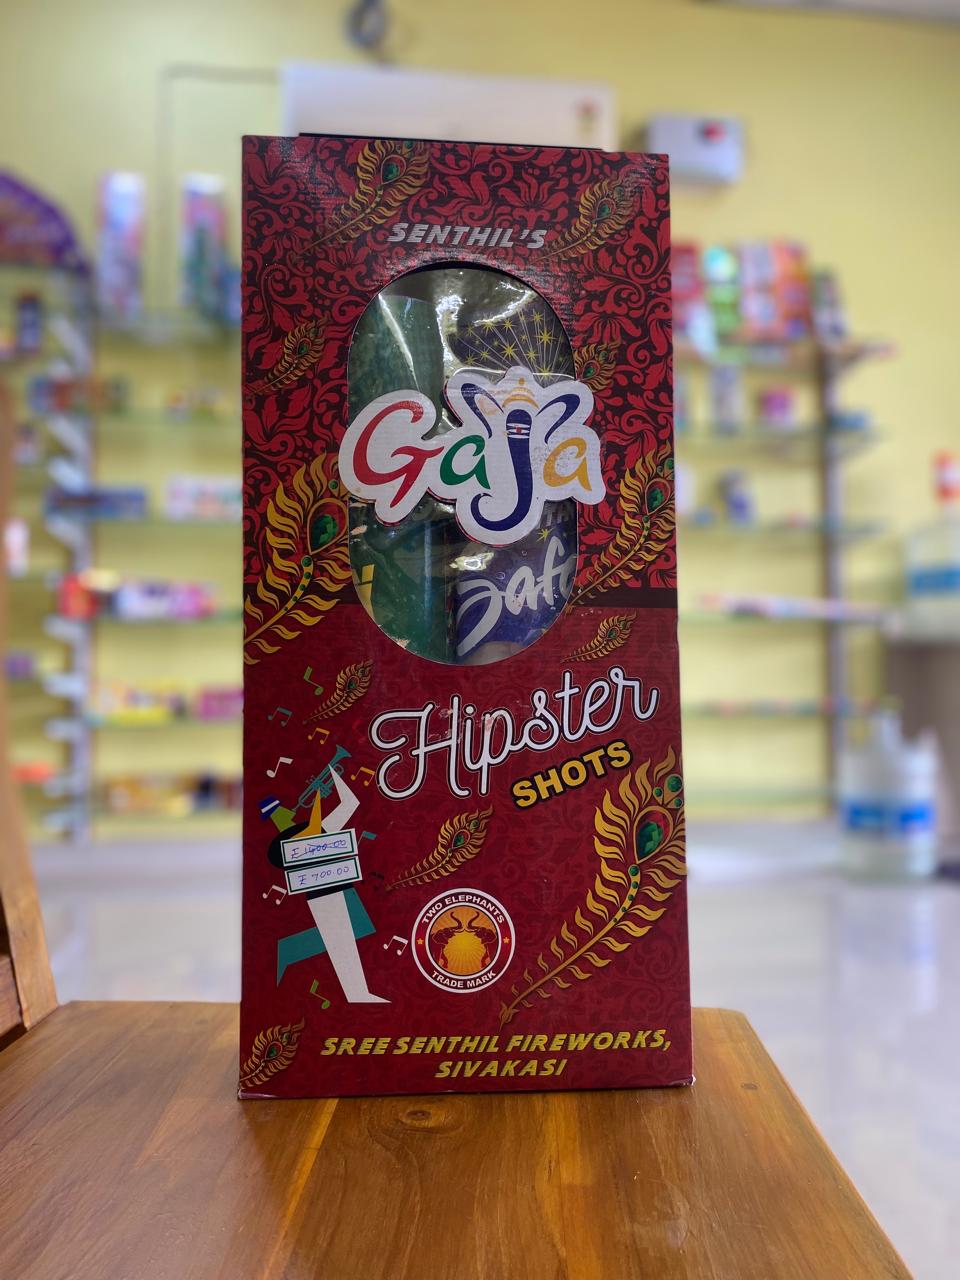 SENTHIL'S
Gaja
Hipster
SHOTS
₹ 1400.00
₹ 700.00
TWO ELEPHANTS
TRADE MARK
SREE SENTHIL FIREWORKS,
SIVAKASI